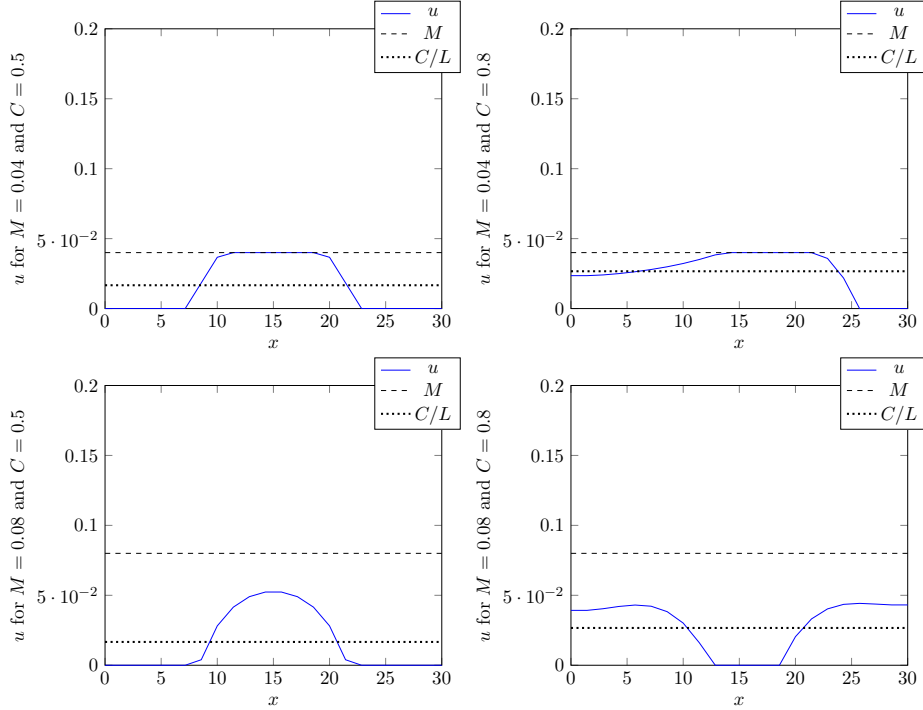 u for M = 0.04 and C = 0.5
0.2
0.15
0.1
5 · 10⁻²
0
0 5 10 15 20 25 30
x
u
M
C/L
u for M = 0.04 and C = 0.8
0.2
0.15
0.1
5 · 10⁻²
0
0 5 10 15 20 25 30
x
u
M
C/L
u for M = 0.08 and C = 0.5
0.2
0.15
0.1
5 · 10⁻²
0
0 5 10 15 20 25 30
x
u
M
C/L
u for M = 0.08 and C = 0.8
0.2
0.15
0.1
5 · 10⁻²
0
0 5 10 15 20 25 30
x
u
M
C/L